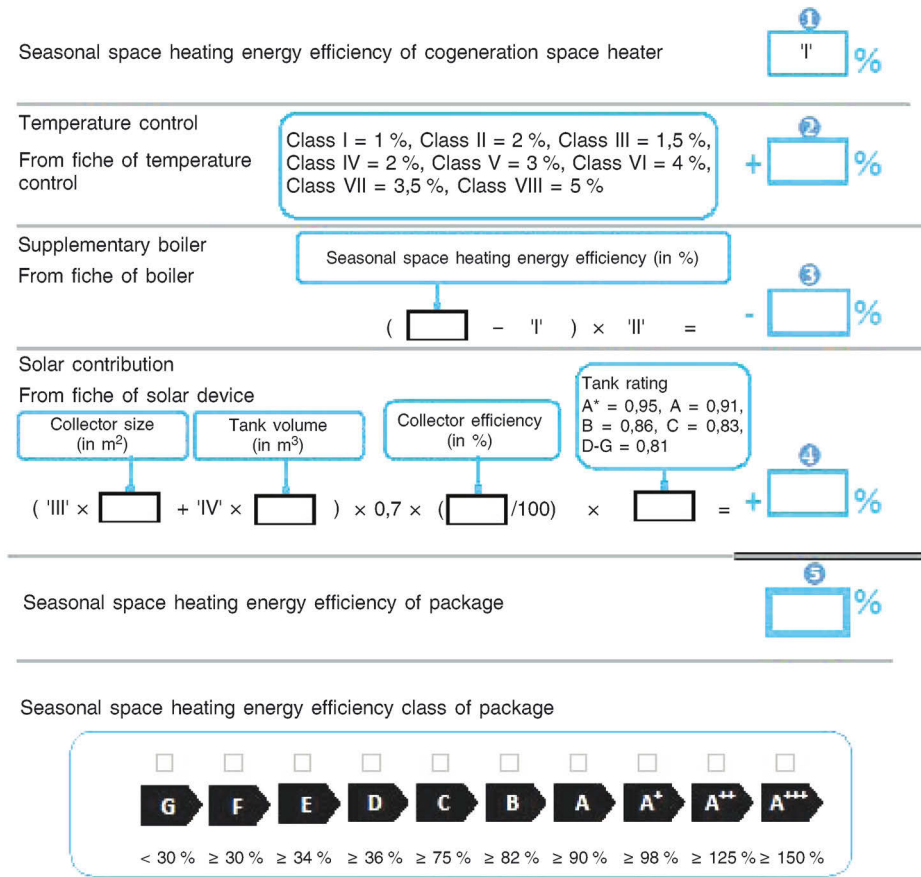 ❶
Seasonal space heating energy efficiency of cogeneration space heater 'I' %
Temperature control
From fiche of temperature
control
Class I = 1 %, Class II = 2 %, Class III = 1,5 %,
Class IV = 2 %, Class V = 3 %, Class VI = 4 %,
Class VII = 3,5 %, Class VIII = 5 %
❷
+ %
Supplementary boiler
From fiche of boiler
Seasonal space heating energy efficiency (in %)
❸
( – 'I' ) × 'II' = - %
Solar contribution
From fiche of solar device
Collector size
(in m²)
Tank volume
(in m³)
Collector efficiency
(in %)
Tank rating
A* = 0,95, A = 0,91,
B = 0,86, C = 0,83,
D-G = 0,81
❹
( 'III' × + 'IV' × ) × 0,7 × ( /100) × = + %
❺
Seasonal space heating energy efficiency of package %
Seasonal space heating energy efficiency class of package
G F E D C B A A+ A++ A+++
< 30 % ≥ 30 % ≥ 34 % ≥ 36 % ≥ 75 % ≥ 82 % ≥ 90 % ≥ 98 % ≥ 125 % ≥ 150 %